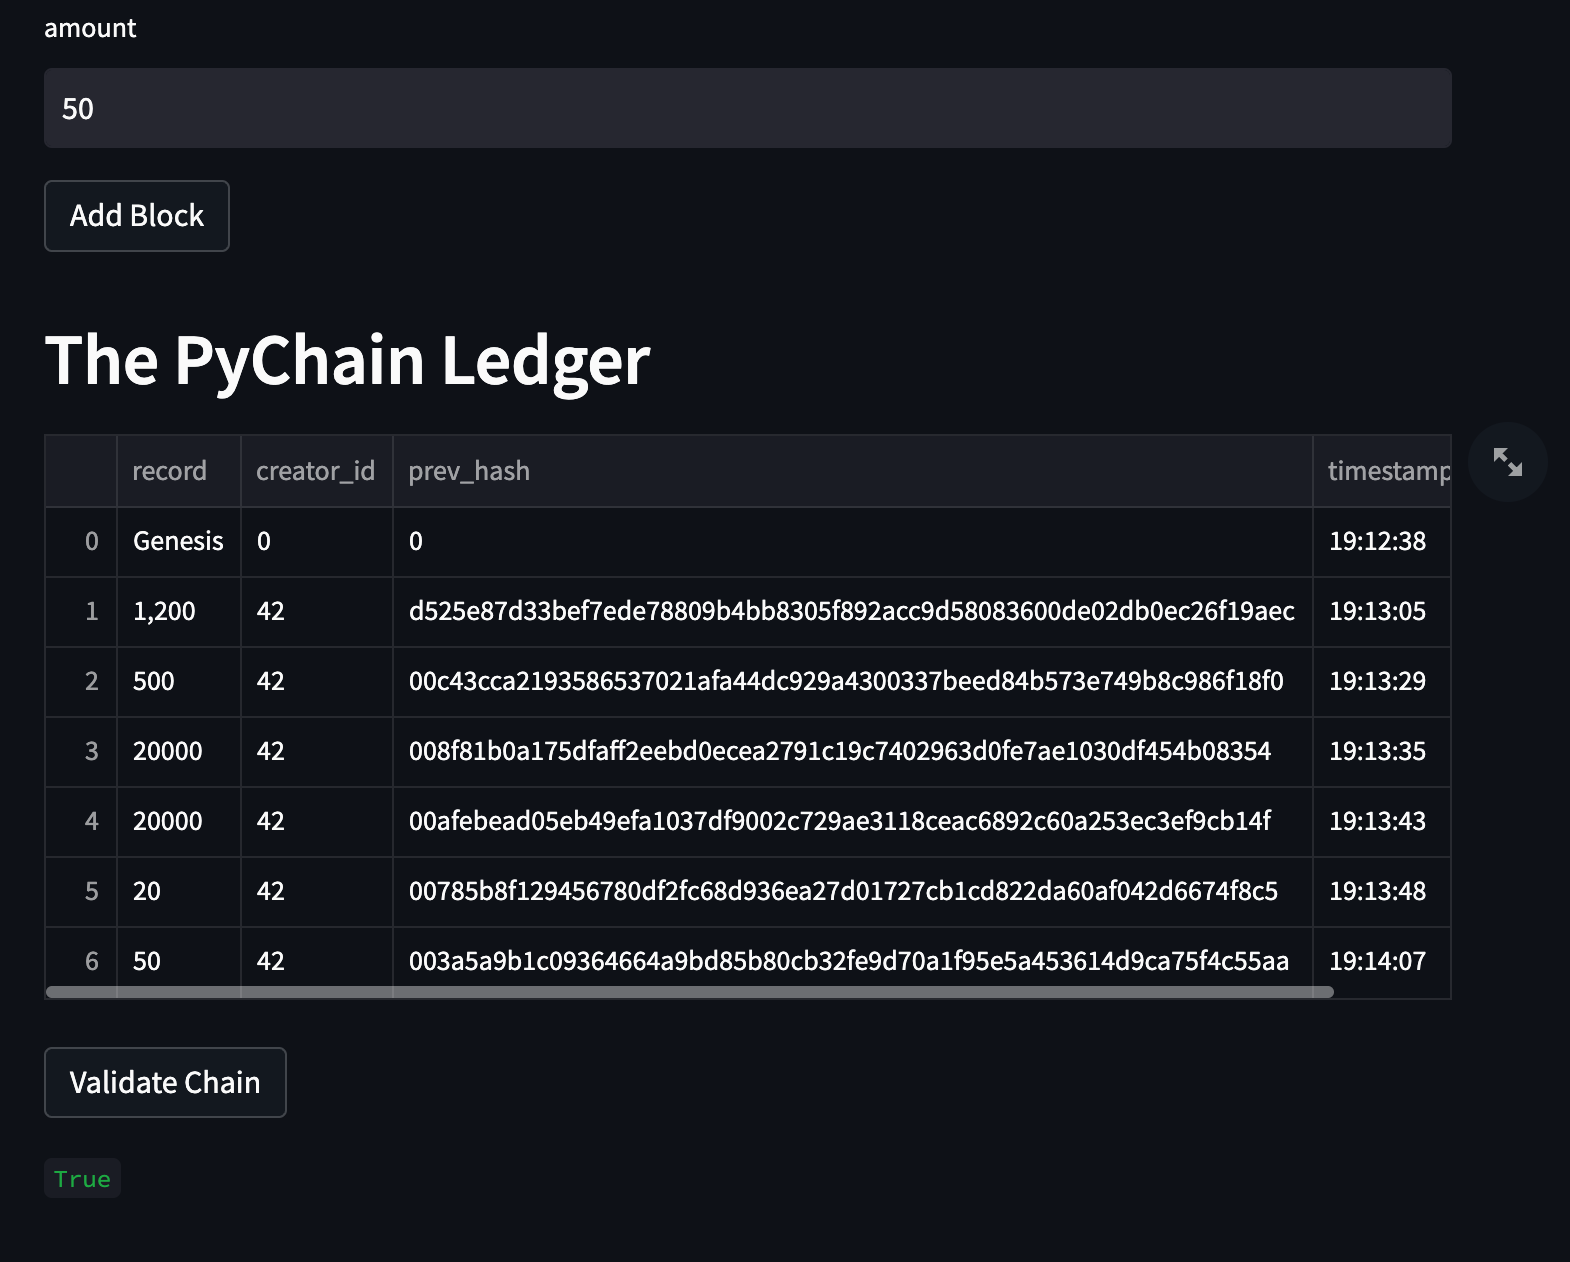 amount
50
Add Block
The PyChain Ledger
record creator_id prev_hash timestamp
0 Genesis 0 0 19:12:38
1 1,200 42 d525e87d33bef7ede78809b4bb8305f892acc9d58083600de02db0ec26f19aec 19:13:05
2 500 42 00c43cca2193586537021afa44dc929a4300337beed84b573e749b8c986f18f0 19:13:29
3 20000 42 008f81b0a175dfaff2eebd0ecea2791c19c7402963d0fe7ae1030df454b08354 19:13:35
4 20000 42 00afebead05eb49efa1037df9002c729ae3118ceac6892c60a253ec3ef9cb14f 19:13:43
5 20 42 00785b8f129456780df2fc68d936ea27d01727cb1cd822da60af042d6674f8c5 19:13:48
6 50 42 003a5a9b1c09364664a9bd85b80cb32fe9d70a1f95e5a453614d9ca75f4c55aa 19:14:07
Validate Chain
True